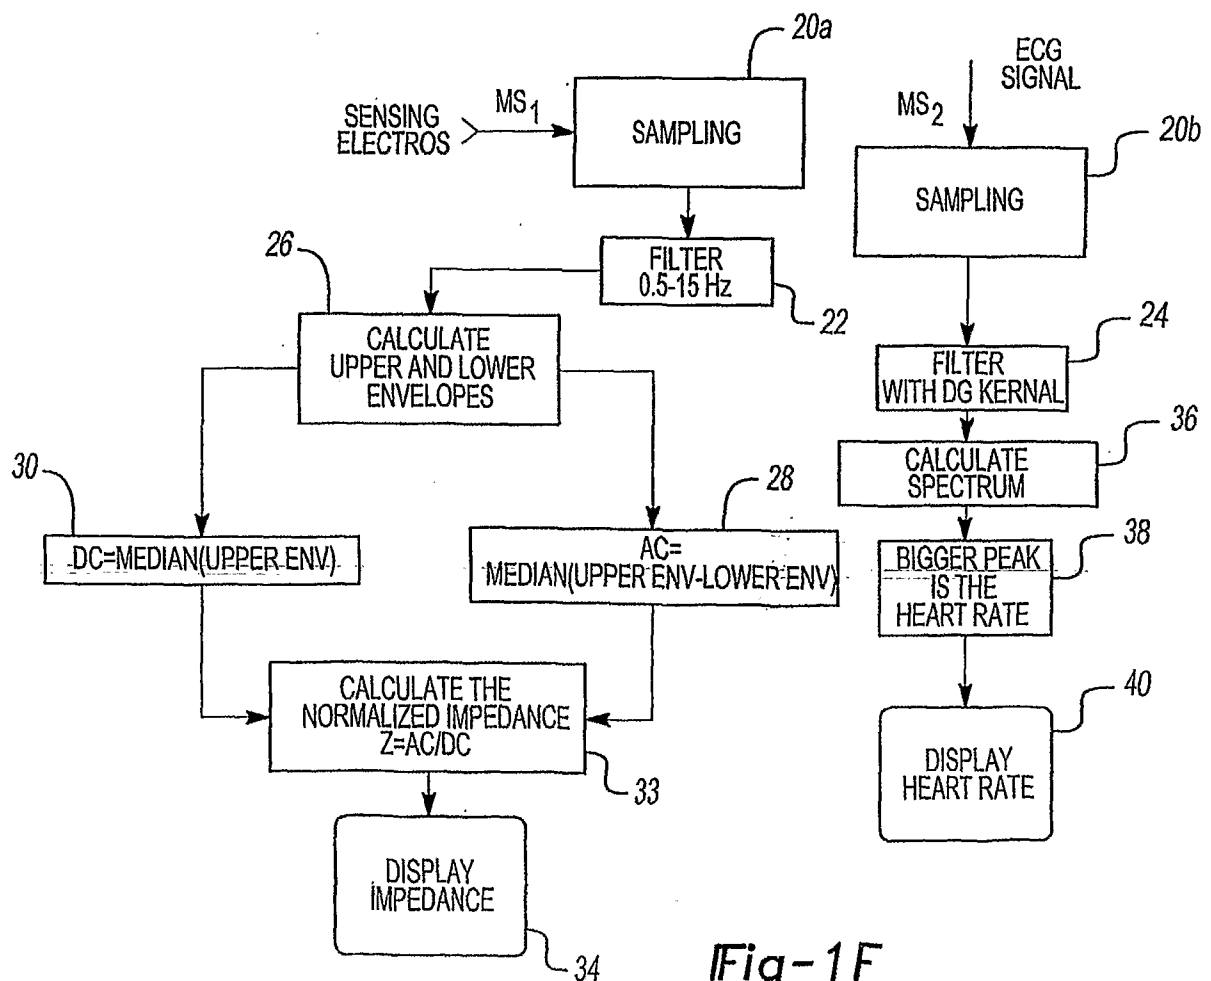 20a
ECG
SIGNAL
MS1
SENSING
ELECTROS
SAMPLING
MS2
20b
SAMPLING
26
FILTER
0.5-15 Hz
22
CALCULATE
UPPER AND LOWER
ENVELOPES
24
FILTER
WITH DG KERNAL
36
CALCULATE
SPECTRUM
30
28
DC=MEDIAN(UPPER ENV)
AC=
MEDIAN(UPPER ENV-LOWER ENV)
38
BIGGER PEAK
IS THE
HEART RATE
CALCULATE THE
NORMALIZED IMPEDANCE
Z=AC/DC
33
40
DISPLAY
HEART RATE
DISPLAY
IMPEDANCE
34
Fig-1F